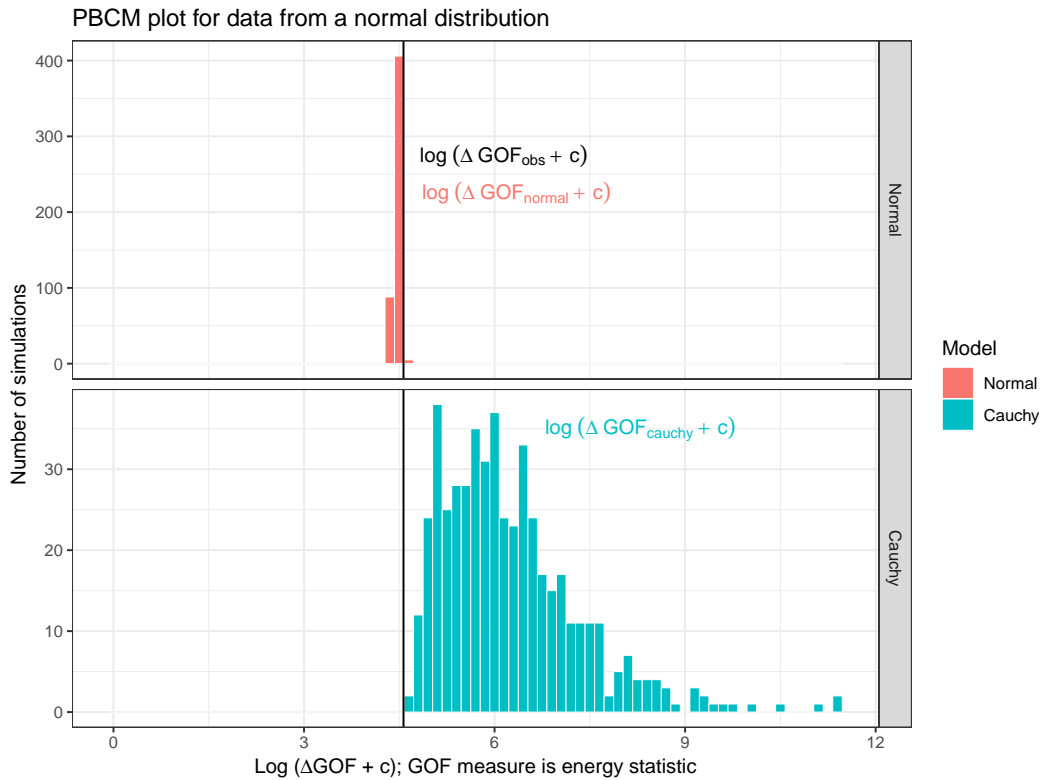 PBCM plot for data from a normal distribution
400
300
200
100
0
log (Δ GOFobs + c)
log (Δ GOFnormal + c)
Normal
Number of simulations
30
20
10
0
log (Δ GOFcauchy + c)
Cauchy
Model
Normal
Cauchy
0 3 6 9 12
Log (ΔGOF + c); GOF measure is energy statistic